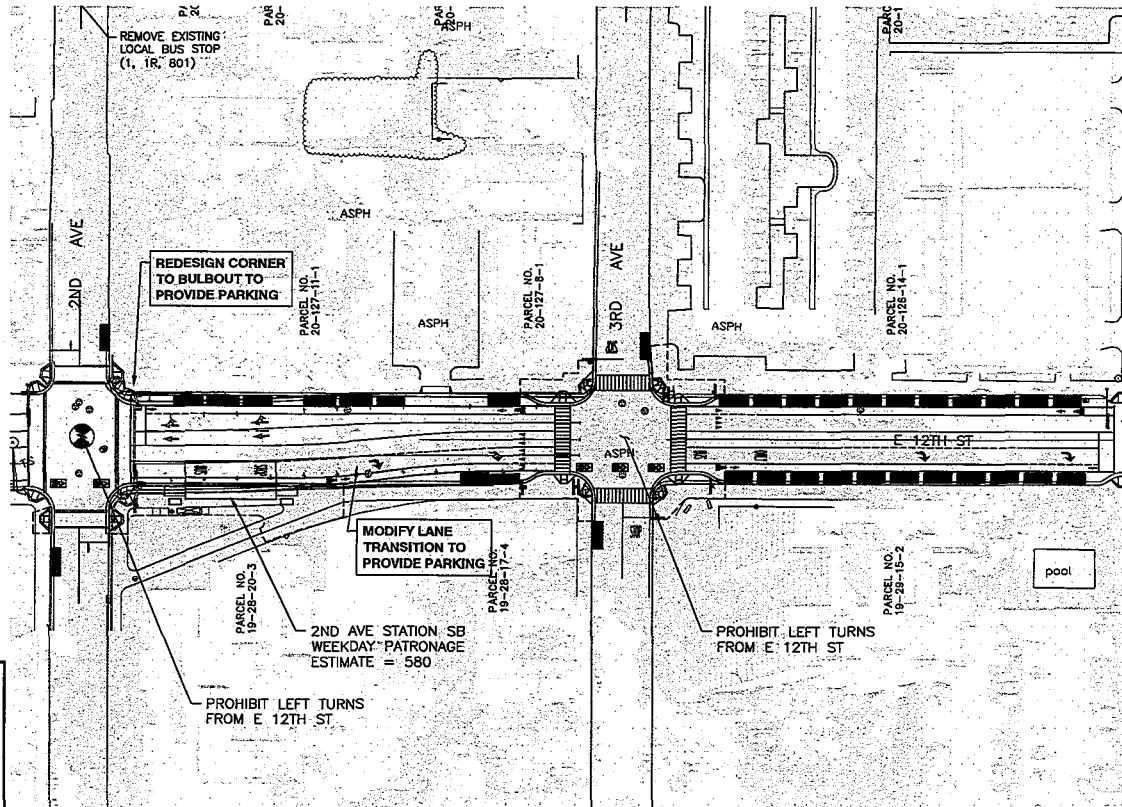 REMOVE EXISTING
LOCAL BUS STOP
(1, 1R, 801)
ASPH
2ND AVE
ASPH
3RD AVE
REDESIGN CORNER
TO BULBOUT TO
PROVIDE PARKING
PARCEL NO.
20-127-11-1
ASPH
PARCEL NO.
20-127-8-1
ASPH
PARCEL NO.
20-126-14-1
E 12TH ST
ASPH
MODIFY LANE
TRANSITION TO
PROVIDE PARKING
PARCEL NO.
19-28-20-3
PARCEL NO.
19-28-17-4
PARCEL NO.
19-29-15-2
pool
2ND AVE STATION SB
WEEKDAY PATRONAGE
ESTIMATE = 580
PROHIBIT LEFT TURNS
FROM E 12TH ST
PROHIBIT LEFT TURNS
FROM E 12TH ST